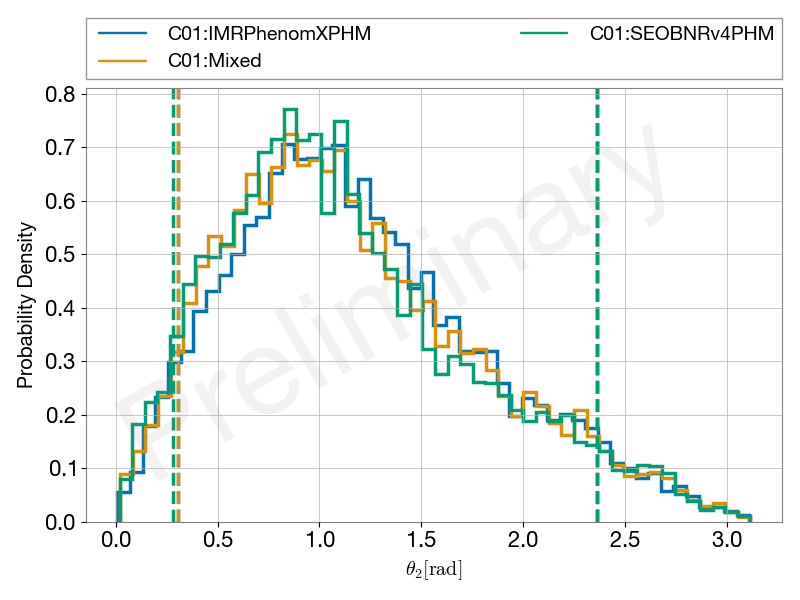 C01:IMRPhenomXPHM
C01:Mixed
C01:SEOBNRv4PHM
0.8
0.7
0.6
0.5
0.4
0.3
0.2
0.1
0.0
Probability Density
Preliminary
0.0 0.5 1.0 1.5 2.0 2.5 3.0
θ₂[rad]